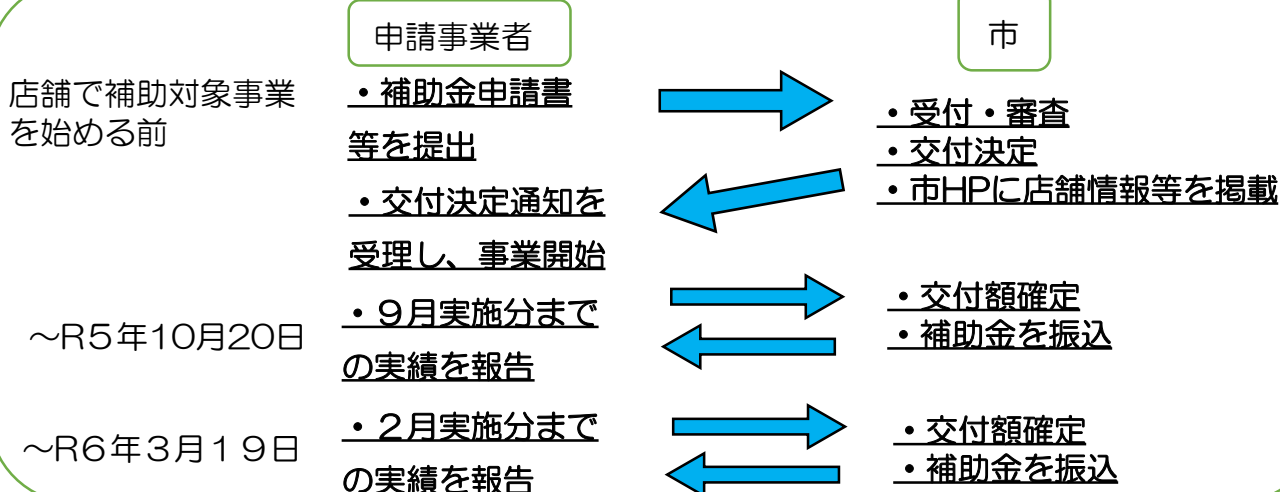 申請事業者
市
店舗で補助対象事業
を始める前
・補助金申請書
等を提出
・交付決定通知を
受理し、事業開始
・受付・審査
・交付決定
・市HPに店舗情報等を掲載
～R5年10月20日
・9月実施分まで
の実績を報告
・交付額確定
・補助金を振込
～R6年3月19日
・2月実施分まで
の実績を報告
・交付額確定
・補助金を振込